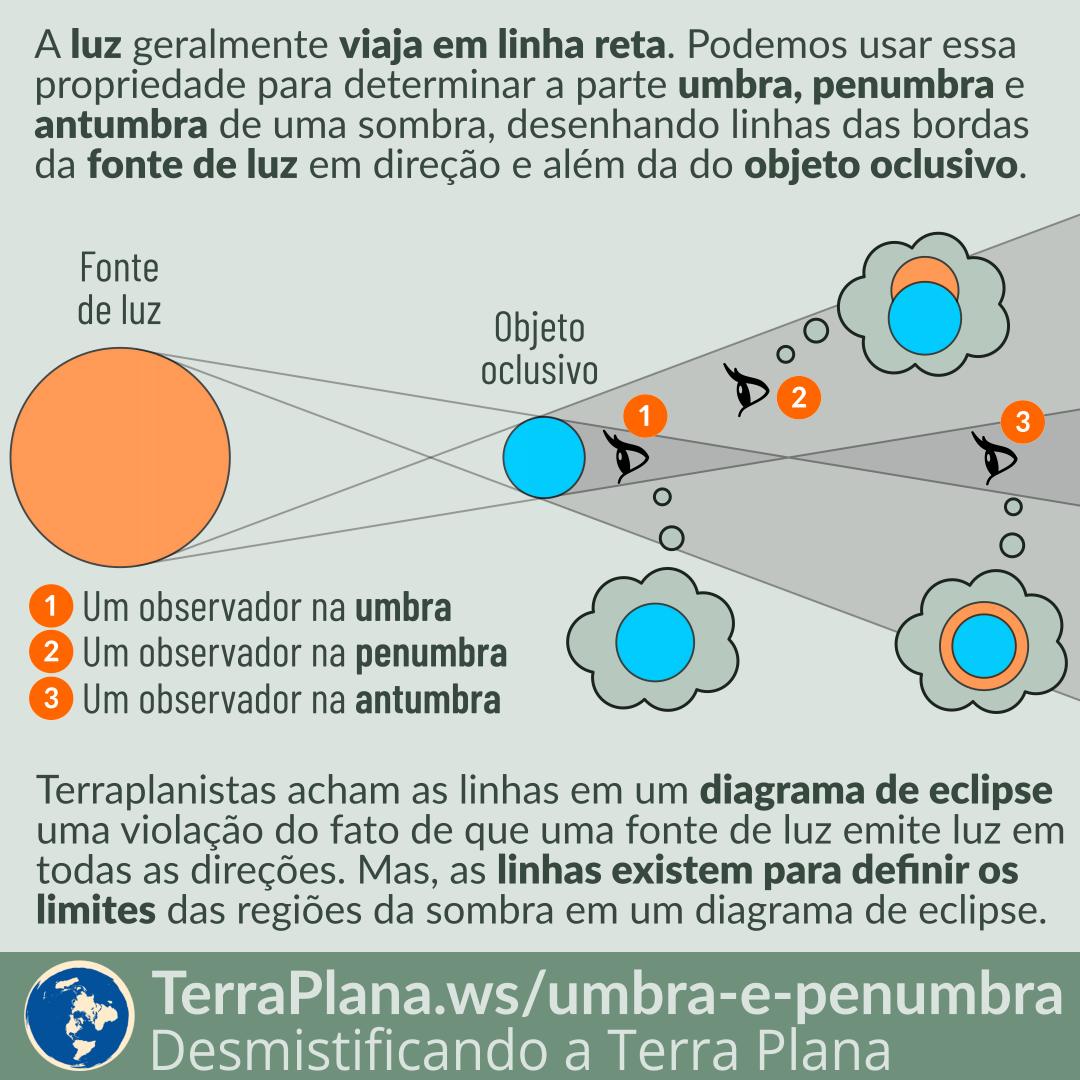 A luz geralmente viaja em linha reta. Podemos usar essa
propriedade para determinar a parte umbra, penumbra e
antumbra de uma sombra, desenhando linhas das bordas
da fonte de luz em direção e além da do objeto oclusivo.
Fonte
de luz
Objeto
oclusivo
1
2
3
1 Um observador na umbra
2 Um observador na penumbra
3 Um observador na antumbra
Terraplanistas acham as linhas em um diagrama de eclipse
uma violação do fato de que uma fonte de luz emite luz em
todas as direções. Mas, as linhas existem para definir os
limites das regiões da sombra em um diagrama de eclipse.
TerraPlana.ws/umbra-e-penumbra
Desmistificando a Terra Plana